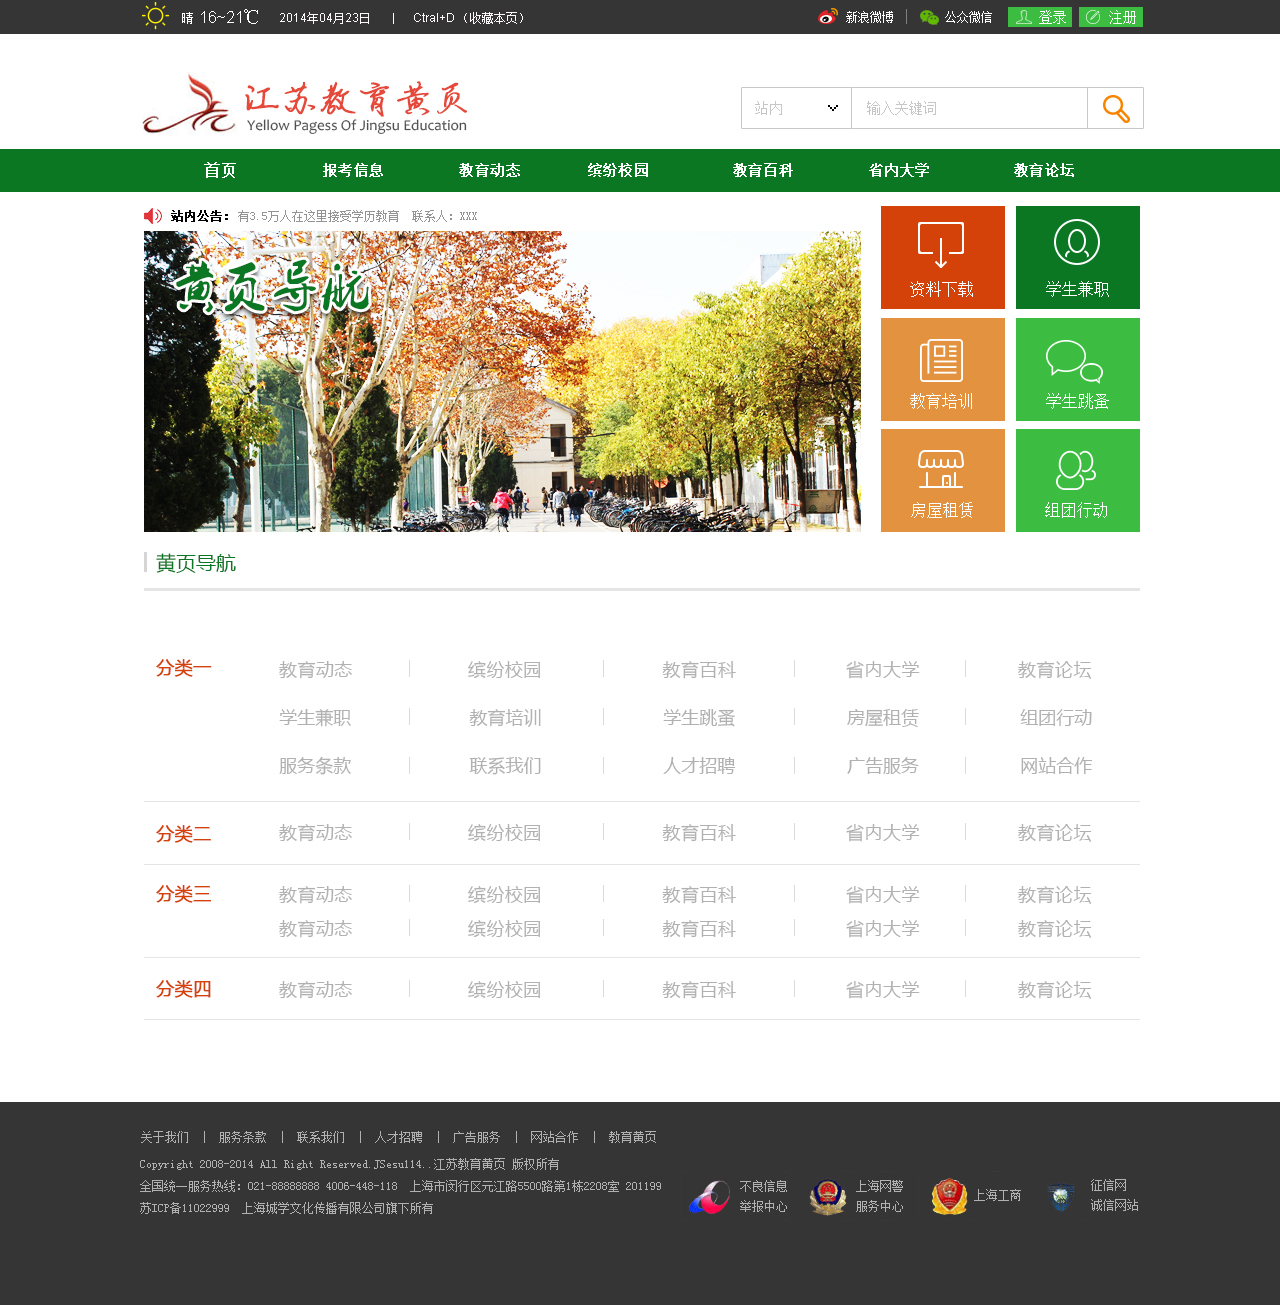 晴 16~21℃ 2014年04月23日 | Ctral+D（收藏本页） 新浪微博 | 公众微信 登录 注册
江苏教育黄页
Yellow Pagess Of Jingsu Education
站内 输入关键词
首页 报考信息 教育动态 缤纷校园 教育百科 省内大学 教育论坛
站内公告： 有3.5万人在这里接受学历教育 联系人：XXX
黄页导航
资料下载 学生兼职
教育培训 学生跳蚤
房屋租赁 组团行动
黄页导航
分类一 教育动态 缤纷校园 教育百科 省内大学 教育论坛
学生兼职 教育培训 学生跳蚤 房屋租赁 组团行动
服务条款 联系我们 人才招聘 广告服务 网站合作
分类二 教育动态 缤纷校园 教育百科 省内大学 教育论坛
分类三 教育动态 缤纷校园 教育百科 省内大学 教育论坛
教育动态 缤纷校园 教育百科 省内大学 教育论坛
分类四 教育动态 缤纷校园 教育百科 省内大学 教育论坛
关于我们 | 服务条款 | 联系我们 | 人才招聘 | 广告服务 | 网站合作 | 教育黄页
Copyright 2008-2014 All Right Reserved.JSesu114..江苏教育黄页 版权所有
全国统一服务热线：021-88888888 4006-448-118 上海市闵行区元江路5500路第1栋2208室 201199
苏ICP备11022999 上海城学文化传播有限公司旗下所有
不良信息
举报中心
上海网警
服务中心
上海工商
征信网
诚信网站